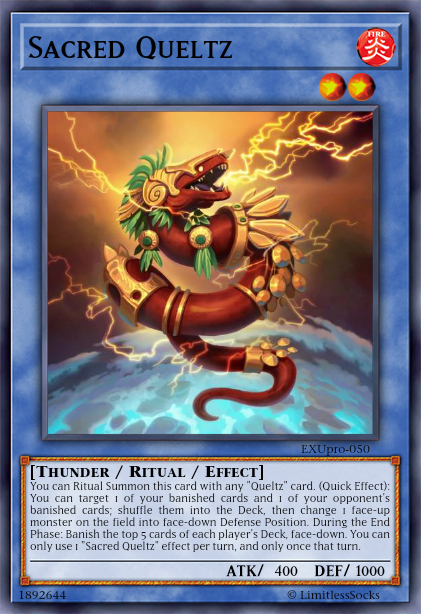 Sacred Queltz
FIRE
炎
EXUpro-050
[Thunder / Ritual / Effect]
You can Ritual Summon this card with any "Queltz" card. (Quick Effect):
You can target 1 of your banished cards and 1 of your opponent's
banished cards; shuffle them into the Deck, then change 1 face-up
monster on the field into face-down Defense Position. During the End
Phase: Banish the top 5 cards of each player's Deck, face-down. You can
only use 1 "Sacred Queltz" effect per turn, and only once that turn.
ATK/ 400 DEF/ 1000
1892644 © LimitlessSocks